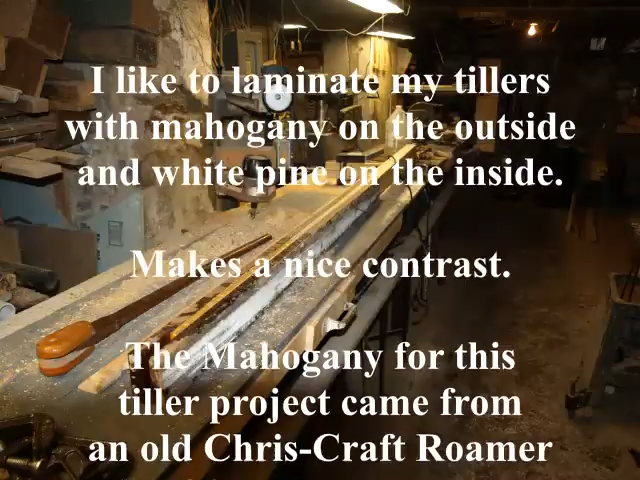 I like to laminate my tillers
with mahogany on the outside
and white pine on the inside.
Makes a nice contrast.
The Mahogany for this
tiller project came from
an old Chris-Craft Roamer